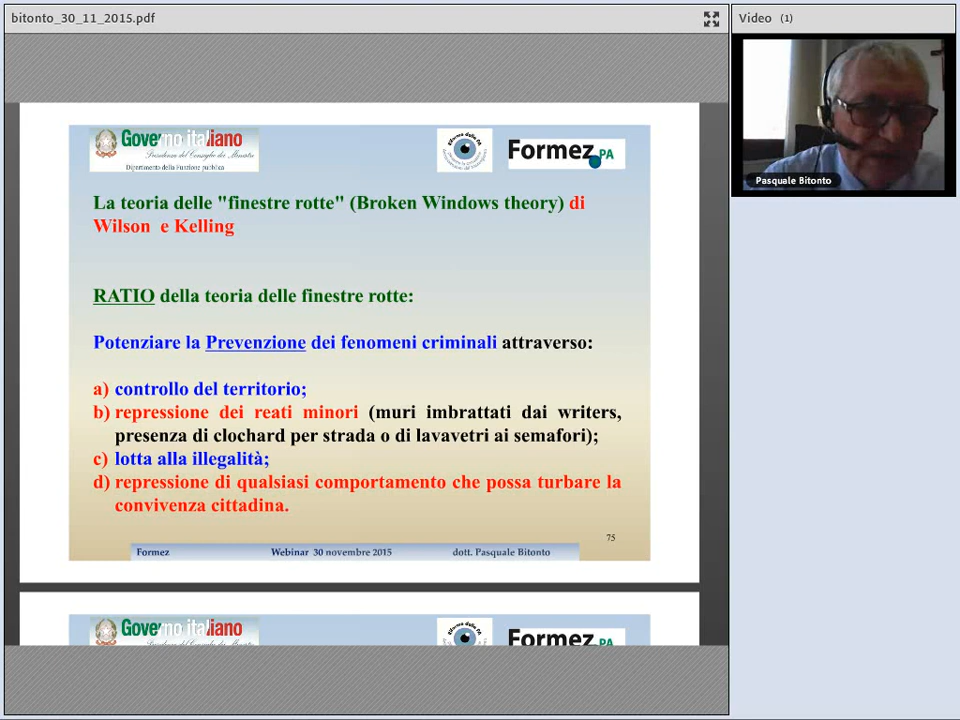 bitonto_30_11_2015.pdf
Video (1)
Pasquale Bitonto
Governo italiano
Presidenza del Consiglio dei Ministri
Dipartimento della Funzione pubblica
Formez PA
La teoria delle "finestre rotte" (Broken Windows theory) di
Wilson e Kelling
RATIO della teoria delle finestre rotte:
Potenziare la Prevenzione dei fenomeni criminali attraverso:
a) controllo del territorio;
b) repressione dei reati minori (muri imbrattati dai writers,
presenza di clochard per strada o di lavavetri ai semafori);
c) lotta alla illegalità;
d) repressione di qualsiasi comportamento che possa turbare la
convivenza cittadina.
75
Formez Webinar 30 novembre 2015 dott. Pasquale Bitonto
Governo italiano
Formez PA